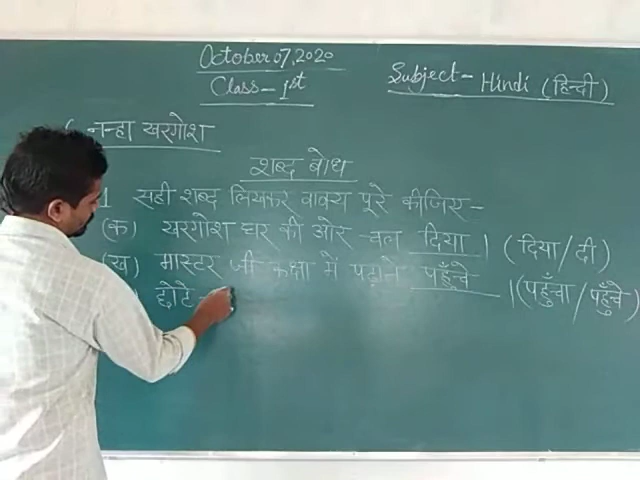 October 07, 2020
Class - 1st
Subject - Hindi (हिन्दी)
नन्हा खरगोश
शब्द बोध
1 सही शब्द लिखकर वाक्य पूरे कीजिए -
(क) खरगोश घर की ओर चल दिया । (दिया / दी)
(ख) मास्टर जी कक्षा में पढ़ाने पहुँचे । (पहुँचा / पहुँचे)
छोटे